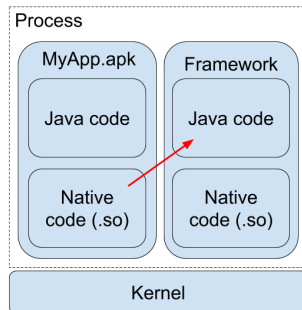 Process
MyApp.apk
Framework
Java code
Java code
Native
code (.so)
Native
code (.so)
Kernel